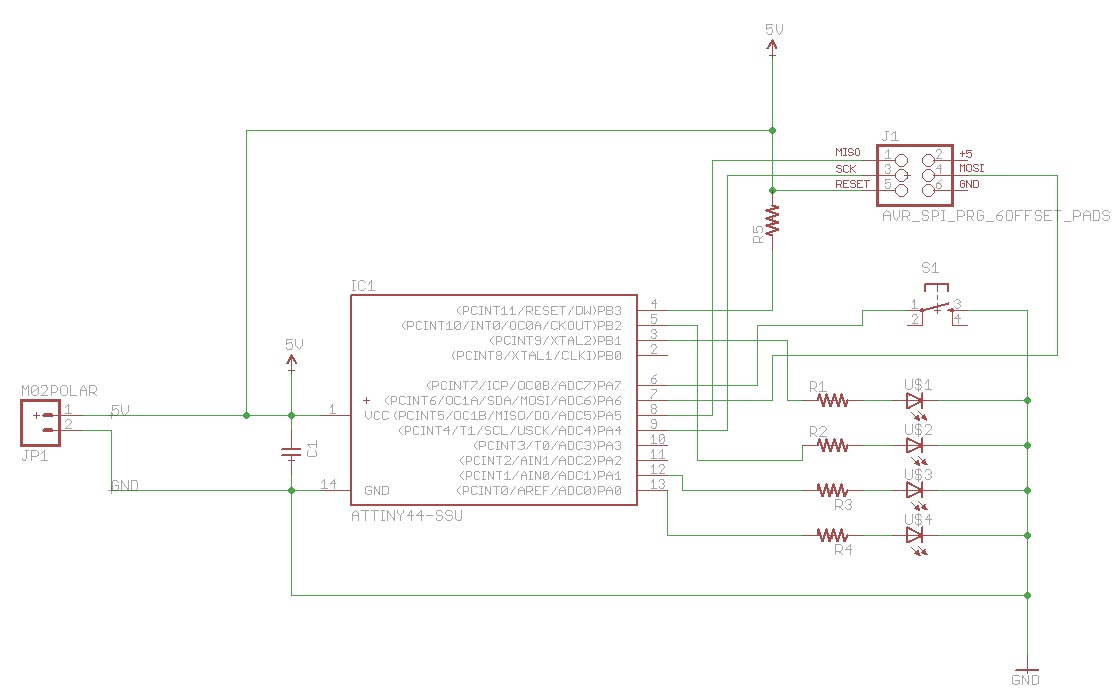 5V
J1
MISO 1 2 +5
SCK 3 4 MOSI
RESET 5 6 GND
AVR_SPI_PRG_6OFFSET_PADS
R5
S1
1 3
2 4
IC1
(PCINT11/RESET/DW)PB3 4
(PCINT10/INT0/OC0A/CKOUT)PB2 5
(PCINT9/XTAL2)PB1 3
(PCINT8/XTAL1/CLKI)PB0 2
(PCINT7/ICP/OC0B/ADC7)PA7 6
+ (PCINT6/OC1A/SDA/MOSI/ADC6)PA6 7
1 VCC (PCINT5/OC1B/MISO/DO/ADC5)PA5 8
(PCINT4/T1/SCL/USCK/ADC4)PA4 9
(PCINT3/T0/ADC3)PA3 10
(PCINT2/AIN1/ADC2)PA2 11
(PCINT1/AIN0/ADC1)PA1 12
14 GND (PCINT0/AREF/ADC0)PA0 13
ATTINY44-SSU
5V
M02POLAR
+ 1 5V
2
JP1
GND
C1
R1 U$1
R2 U$2
R3 U$3
R4 U$4
GND